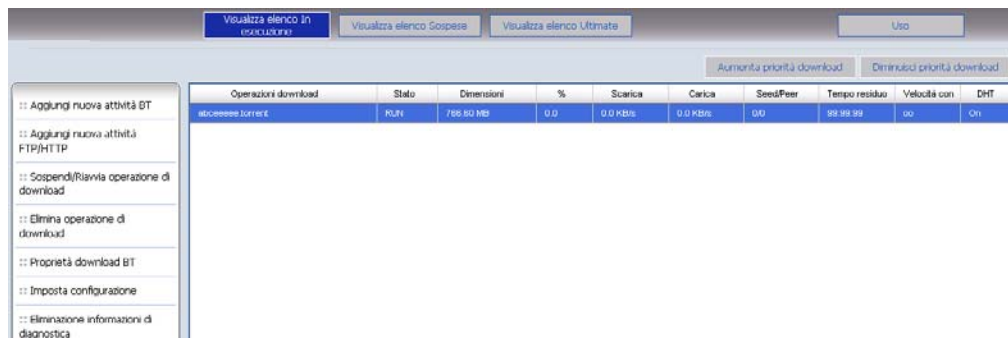 Visualizza elenco In
esecuzione
Visualizza elenco Sospese
Visualizza elenco Ultimate
Uso
Aumenta priorità download
Diminuisci priorità download
:: Aggiungi nuova attività BT
:: Aggiungi nuova attività
FTP/HTTP
:: Sospendi/Riavvia operazione di
download
:: Elimina operazione di
download
:: Proprietà download BT
:: Imposta configurazione
:: Eliminazione informazioni di
diagnostica
Operazioni download Stato Dimensioni % Scarica Carica Seed/Peer Tempo residuo Velocità con DHT
abceeeee.torrent RUN 766.60 MB 0.0 0.0 KB/s 0.0 KB/s 0/0 99:99:99 oo On